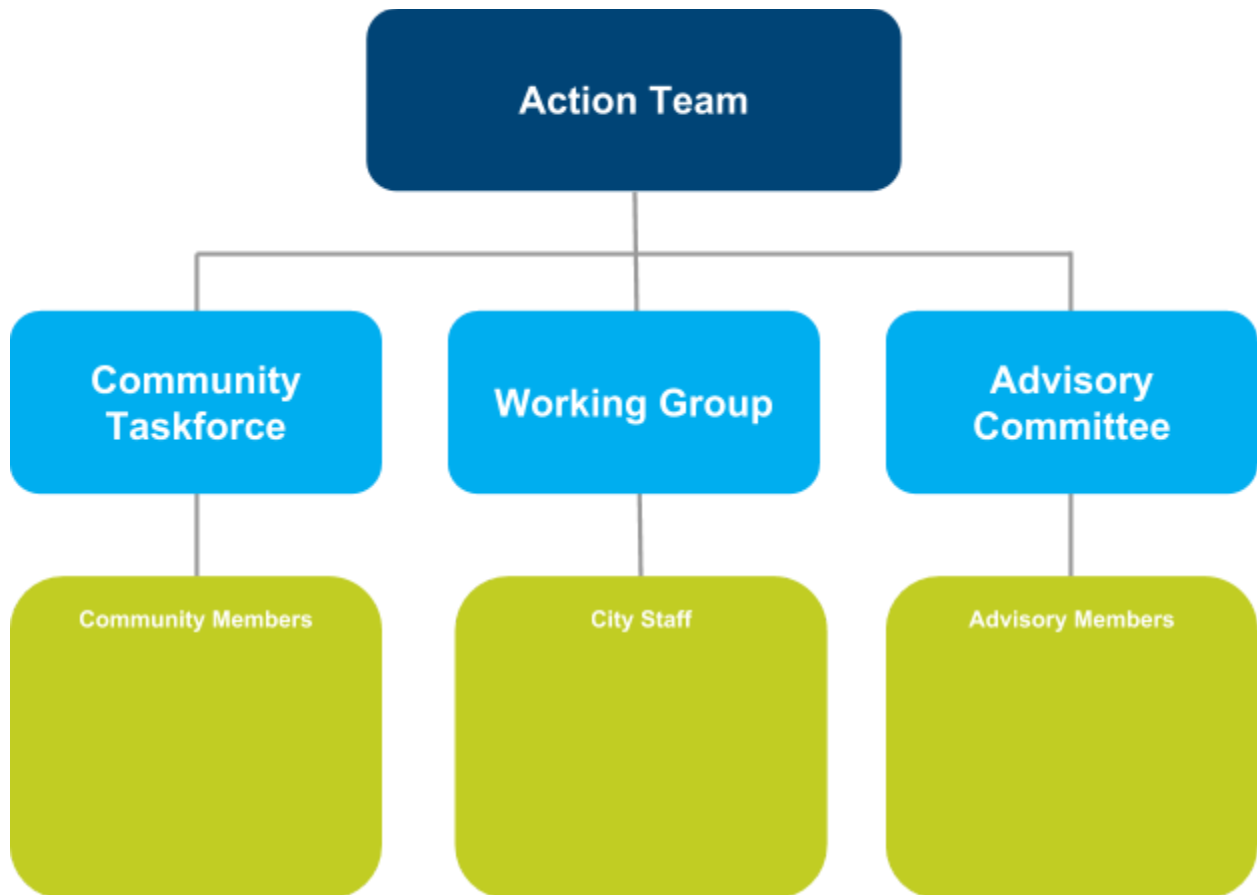 Action Team
Community
Taskforce
Working Group
Advisory
Committee
Community Members
City Staff
Advisory Members